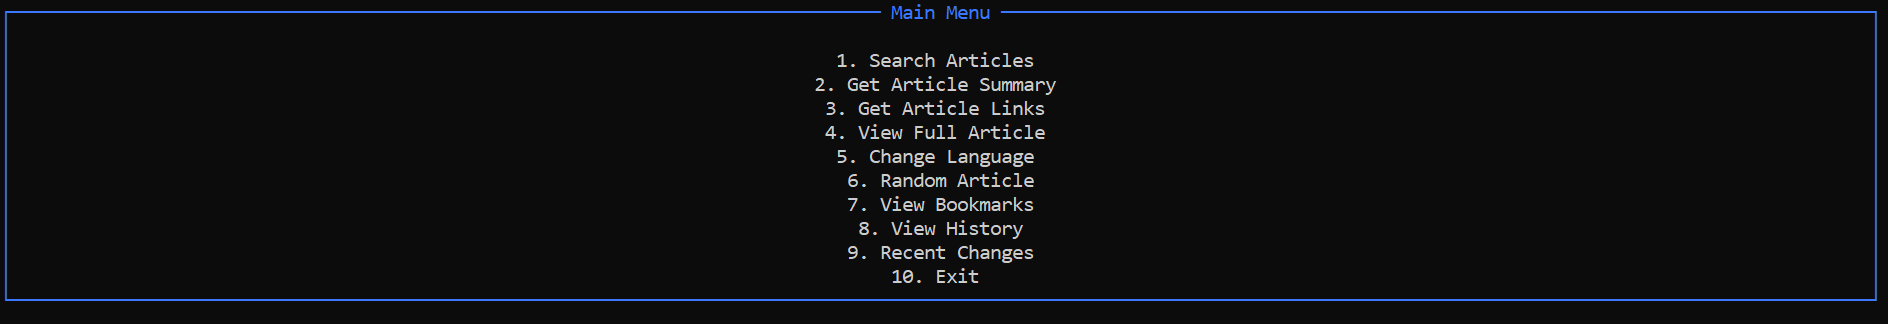 Main Menu
1. Search Articles
2. Get Article Summary
3. Get Article Links
4. View Full Article
5. Change Language
6. Random Article
7. View Bookmarks
8. View History
9. Recent Changes
10. Exit